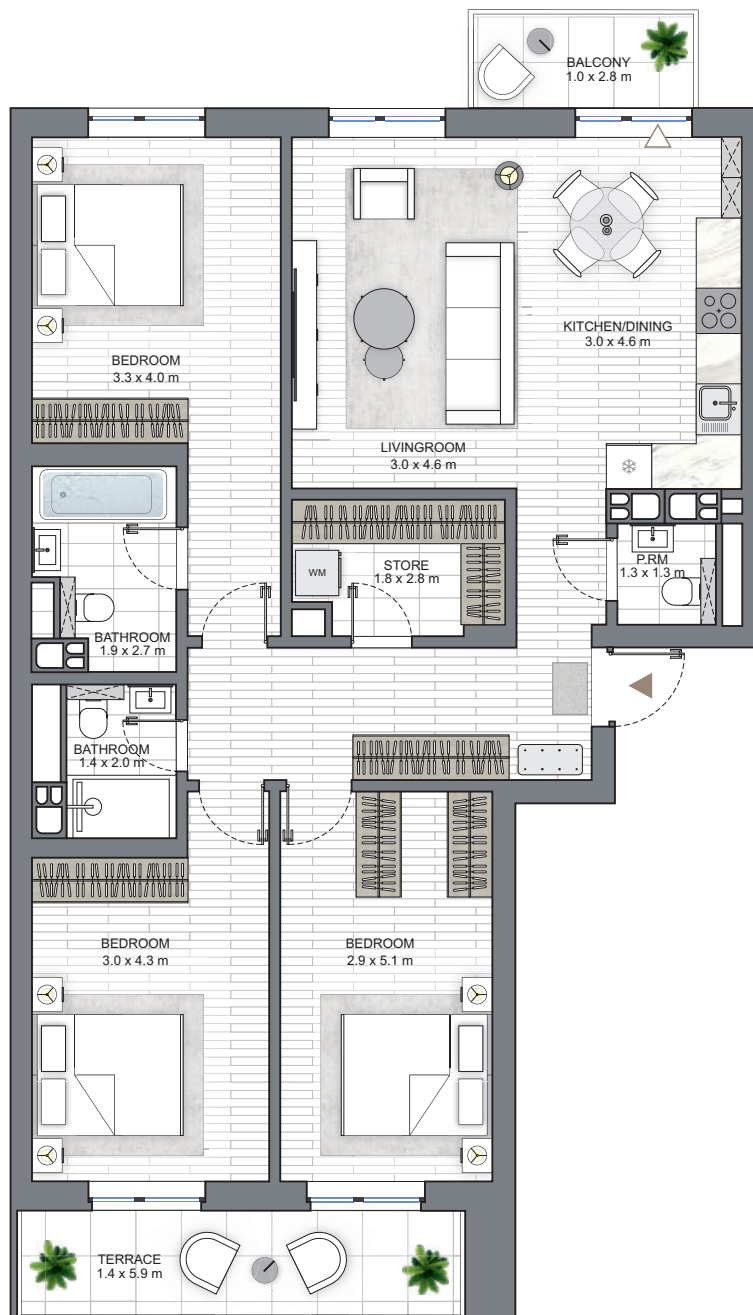 BALCONY
1.0 x 2.8 m
KITCHEN/DINING
3.0 x 4.6 m
BEDROOM
3.3 x 4.0 m
LIVINGROOM
3.0 x 4.6 m
STORE
1.8 x 2.8 m
WM
P.RM
1.3 x 1.3 m
BATHROOM
1.9 x 2.7 m
BATHROOM
1.4 x 2.0 m
BEDROOM
3.0 x 4.3 m
BEDROOM
2.9 x 5.1 m
TERRACE
1.4 x 5.9 m